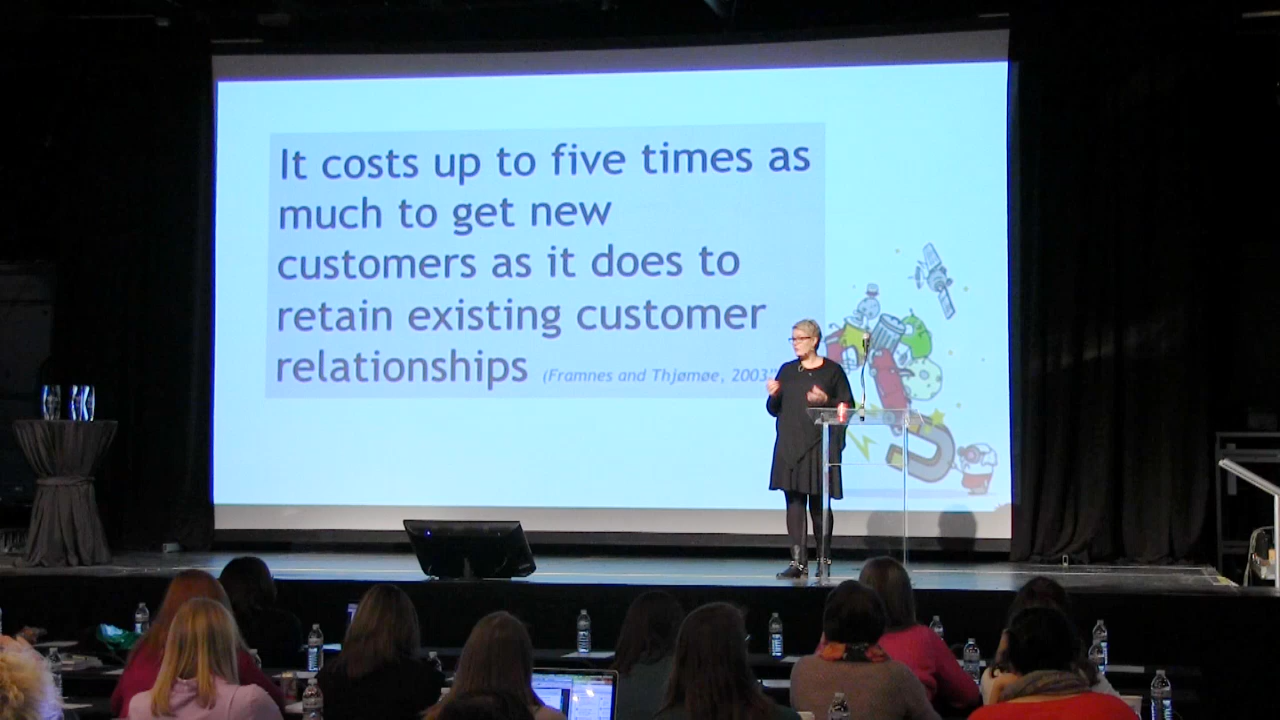 It costs up to five times as
much to get new
customers as it does to
retain existing customer
relationships (Framnes and Thjømøe, 2003